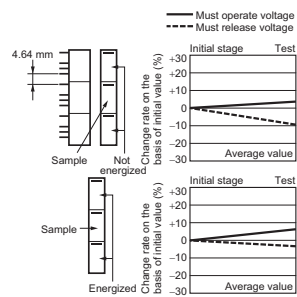 Must operate voltage
Must release voltage
4.64 mm
Sample
Not
energized
Change rate on the
basis of initial value (%)
Initial stage
Test
+30
+20
+10
0
−10
−20
−30
Average value
Sample
Energized
Change rate on the
basis of initial value (%)
Initial stage
Test
+30
+20
+10
0
−10
−20
−30
Average value